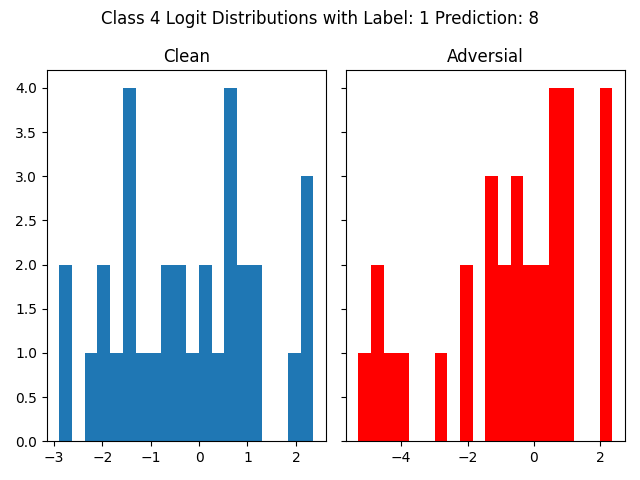 Class 4 Logit Distributions with Label: 1 Prediction: 8
Clean
Adversial
4.0
3.5
3.0
2.5
2.0
1.5
1.0
0.5
0.0
−3 −2 −1 0 1 2
−4 −2 0 2